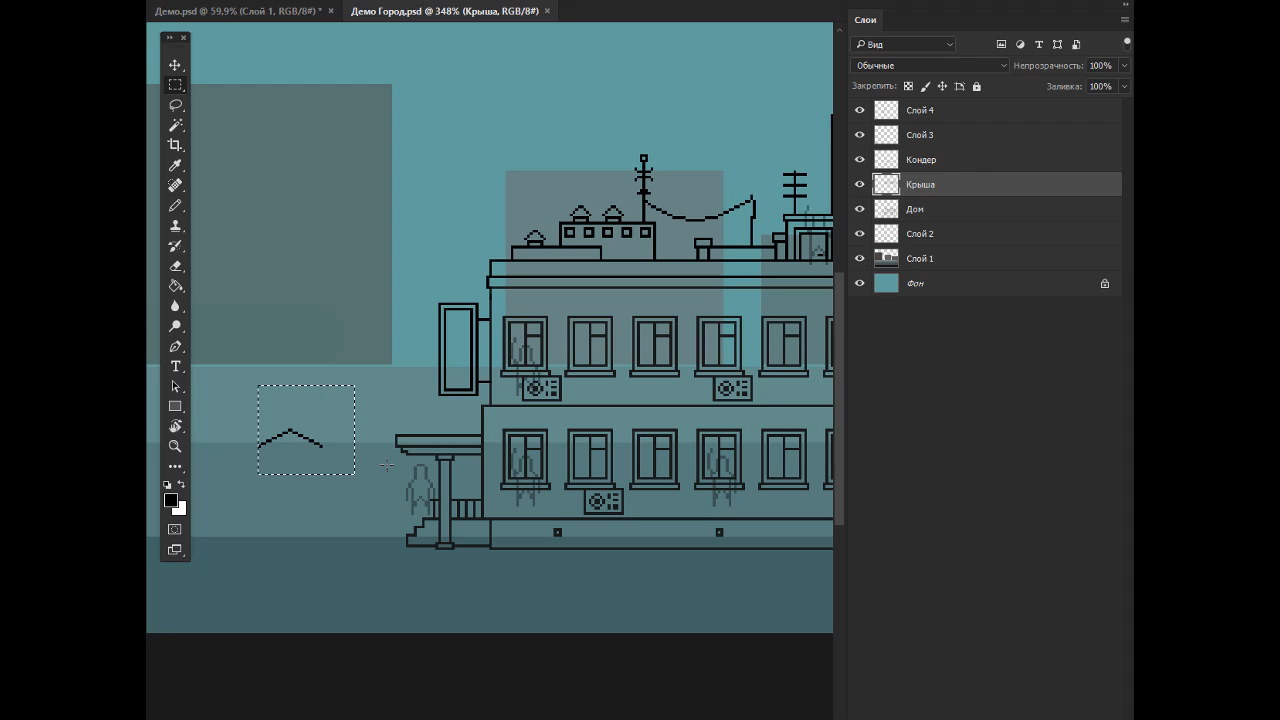 Демо.psd @ 59,9% (Слой 1, RGB/8#) *
Демо Город.psd @ 348% (Крыша, RGB/8#)
Слои
Вид
Обычные
Непрозрачность: 100%
Закрепить:
Заливка: 100%
Слой 4
Слой 3
Кондер
Крыша
Дом
Слой 2
Слой 1
Фон